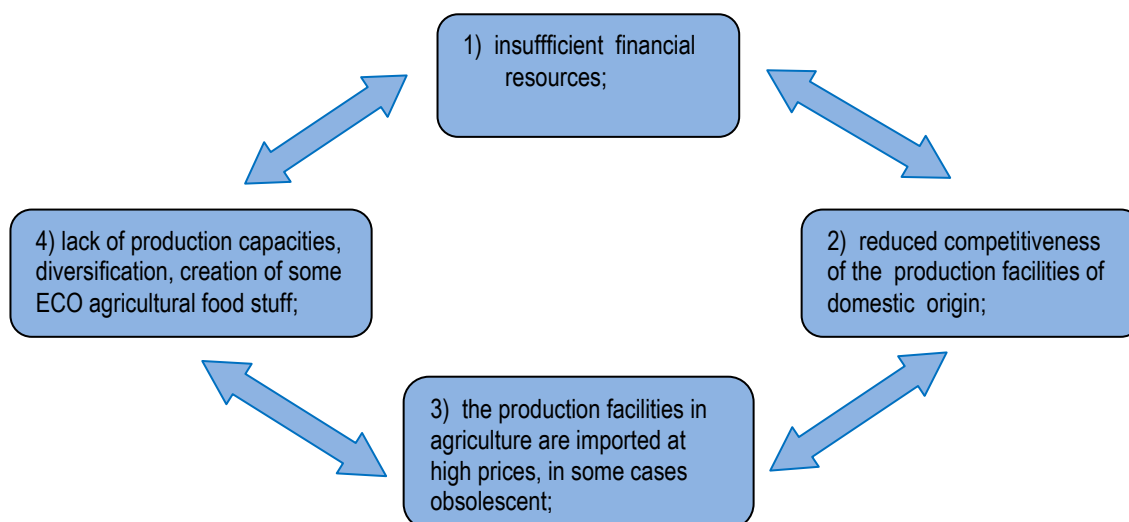 1) insuffficient financial
resources;
4) lack of production capacities,
diversification, creation of some
ECO agricultural food stuff;
2) reduced competitiveness
of the production facilities of
domestic origin;
3) the production facilities in
agriculture are imported at
high prices, in some cases
obsolescent;